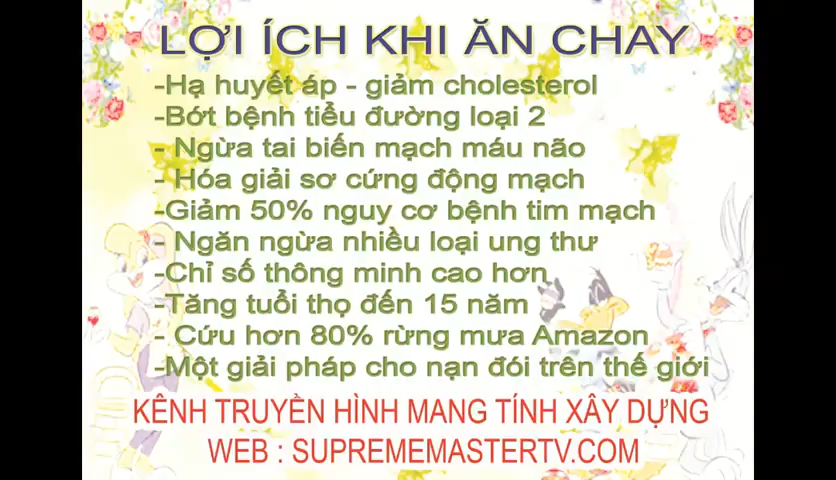 LỢI ÍCH KHI ĂN CHAY
-Hạ huyết áp - giảm cholesterol
-Bớt bệnh tiểu đường loại 2
- Ngừa tai biến mạch máu não
- Hóa giải sơ cứng động mạch
-Giảm 50% nguy cơ bệnh tim mạch
- Ngăn ngừa nhiều loại ung thư
-Chỉ số thông minh cao hơn
-Tăng tuổi thọ đến 15 năm
- Cứu hơn 80% rừng mưa Amazon
-Một giải pháp cho nạn đói trên thế giới
KÊNH TRUYỀN HÌNH MANG TÍNH XÂY DỰNG
WEB : SUPREMEMASTERTV.COM